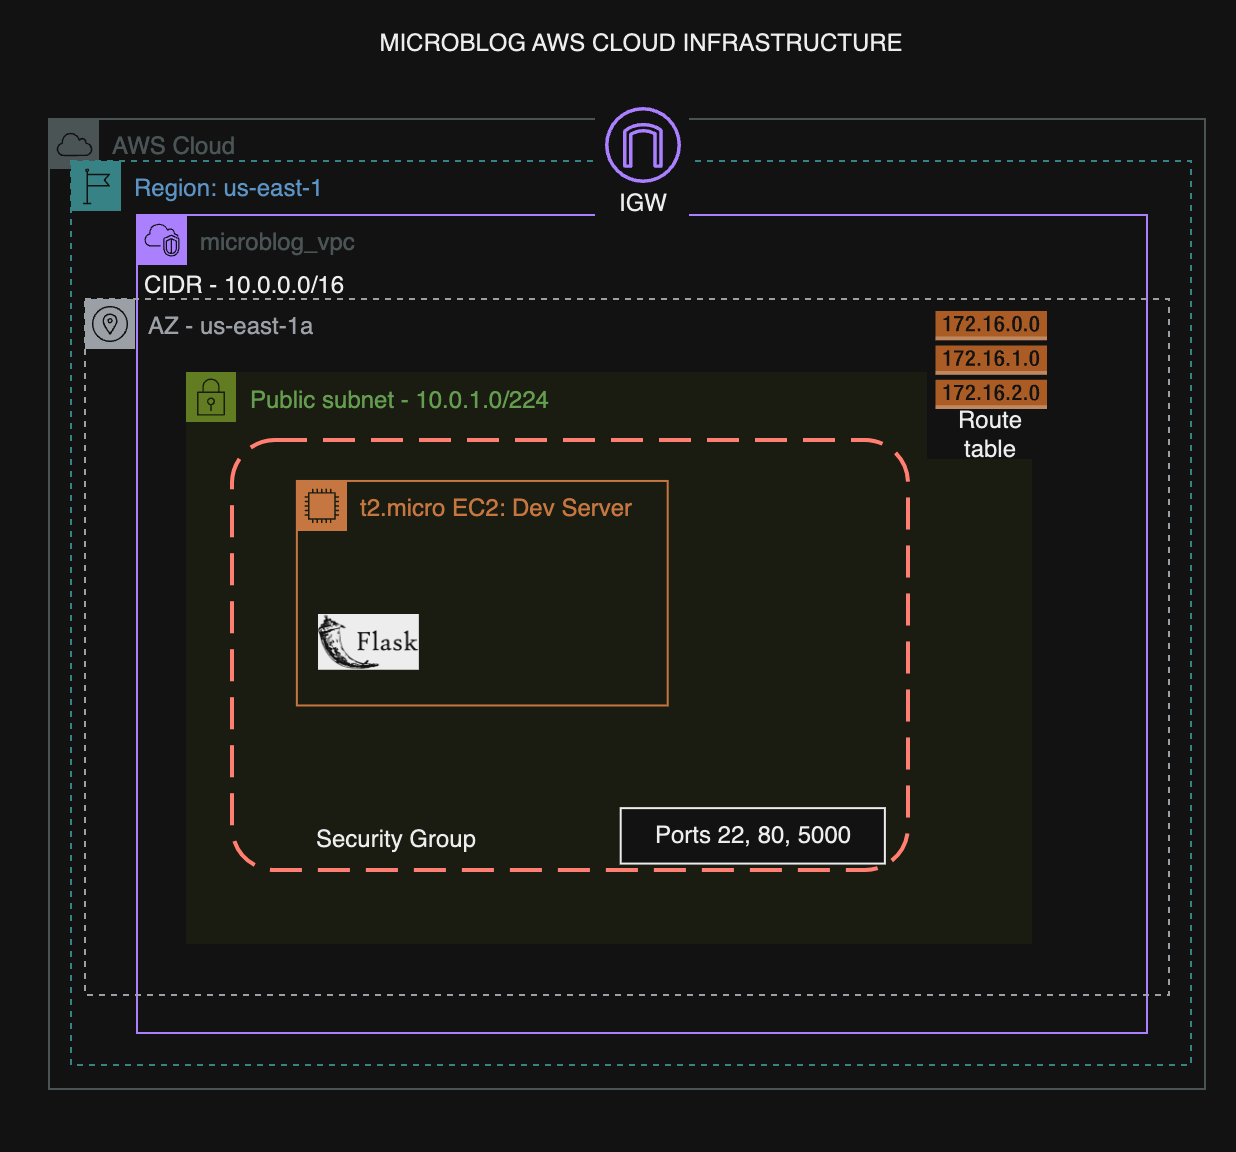 MICROBLOG AWS CLOUD INFRASTRUCTURE
AWS Cloud
IGW
Region: us-east-1
microblog_vpc
CIDR - 10.0.0.0/16
AZ - us-east-1a
172.16.0.0
172.16.1.0
172.16.2.0
Route
table
Public subnet - 10.0.1.0/224
t2.micro EC2: Dev Server
Flask
Security Group
Ports 22, 80, 5000